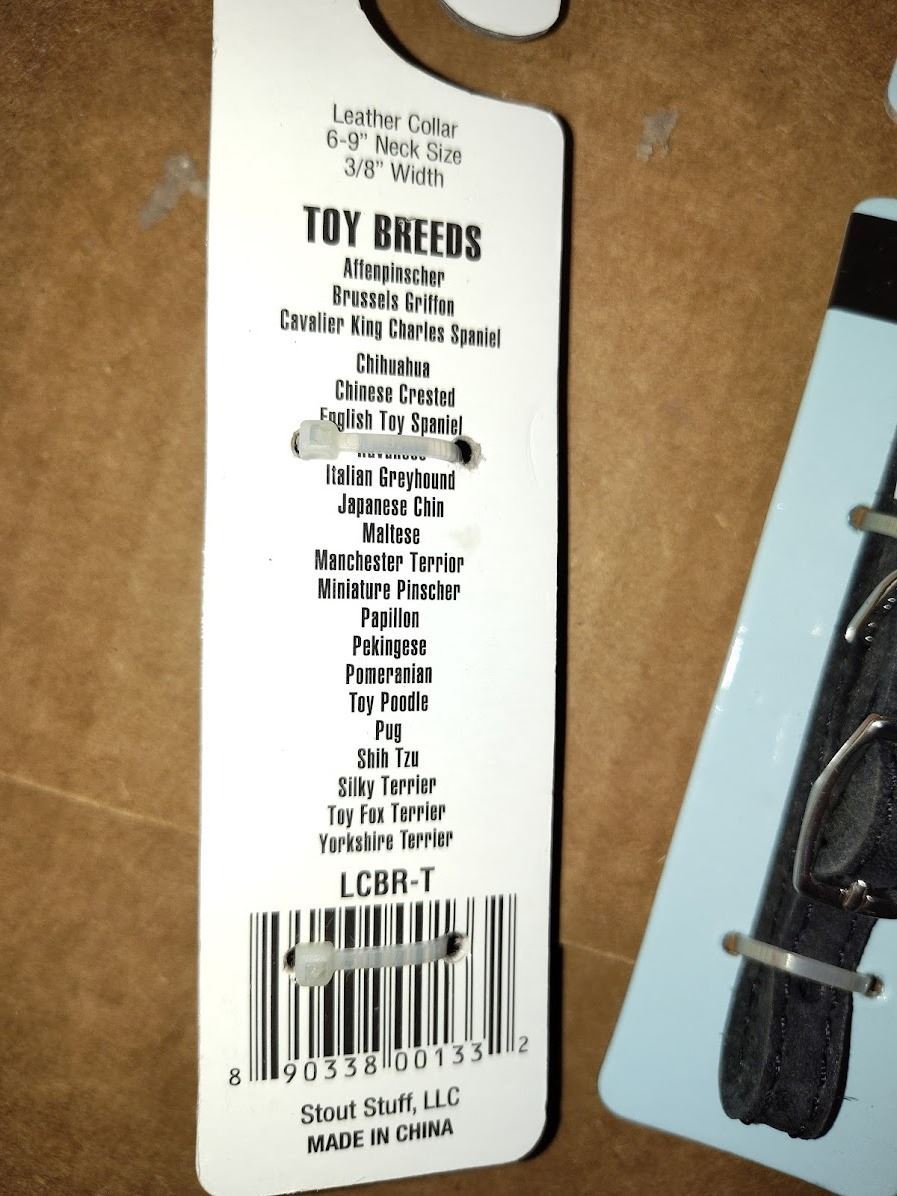 Leather Collar
6-9” Neck Size
3/8” Width
TOY BREEDS
Affenpinscher
Brussels Griffon
Cavalier King Charles Spaniel
Chihuahua
Chinese Crested
English Toy Spaniel
Italian Greyhound
Japanese Chin
Maltese
Manchester Terrior
Miniature Pinscher
Papillon
Pekingese
Pomeranian
Toy Poodle
Pug
Shih Tzu
Silky Terrier
Toy Fox Terrier
Yorkshire Terrier
LCBR-T
8 90338 00133 2
Stout Stuff, LLC
MADE IN CHINA